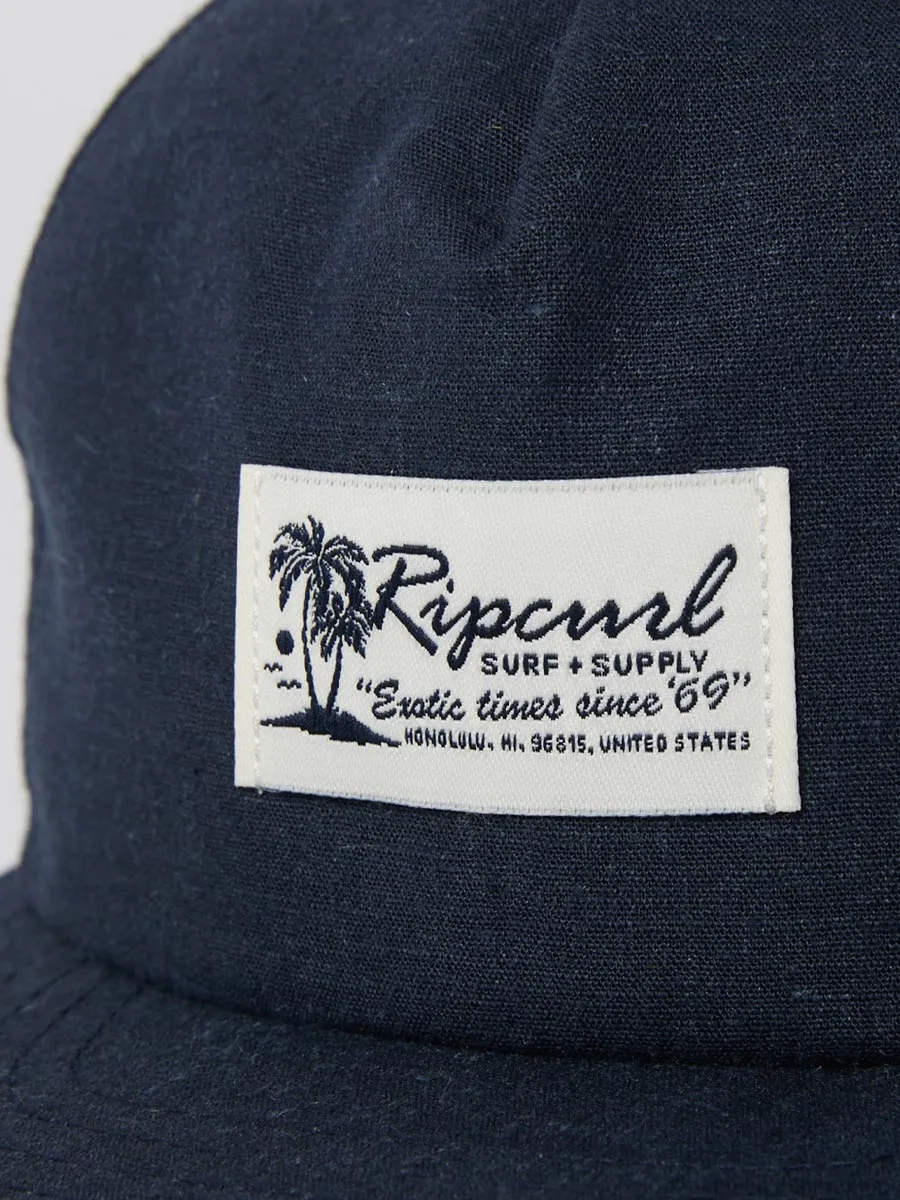 Ripcurl
SURF + SUPPLY
"Exotic times since '69"
HONOLULU, HI, 96815, UNITED STATES